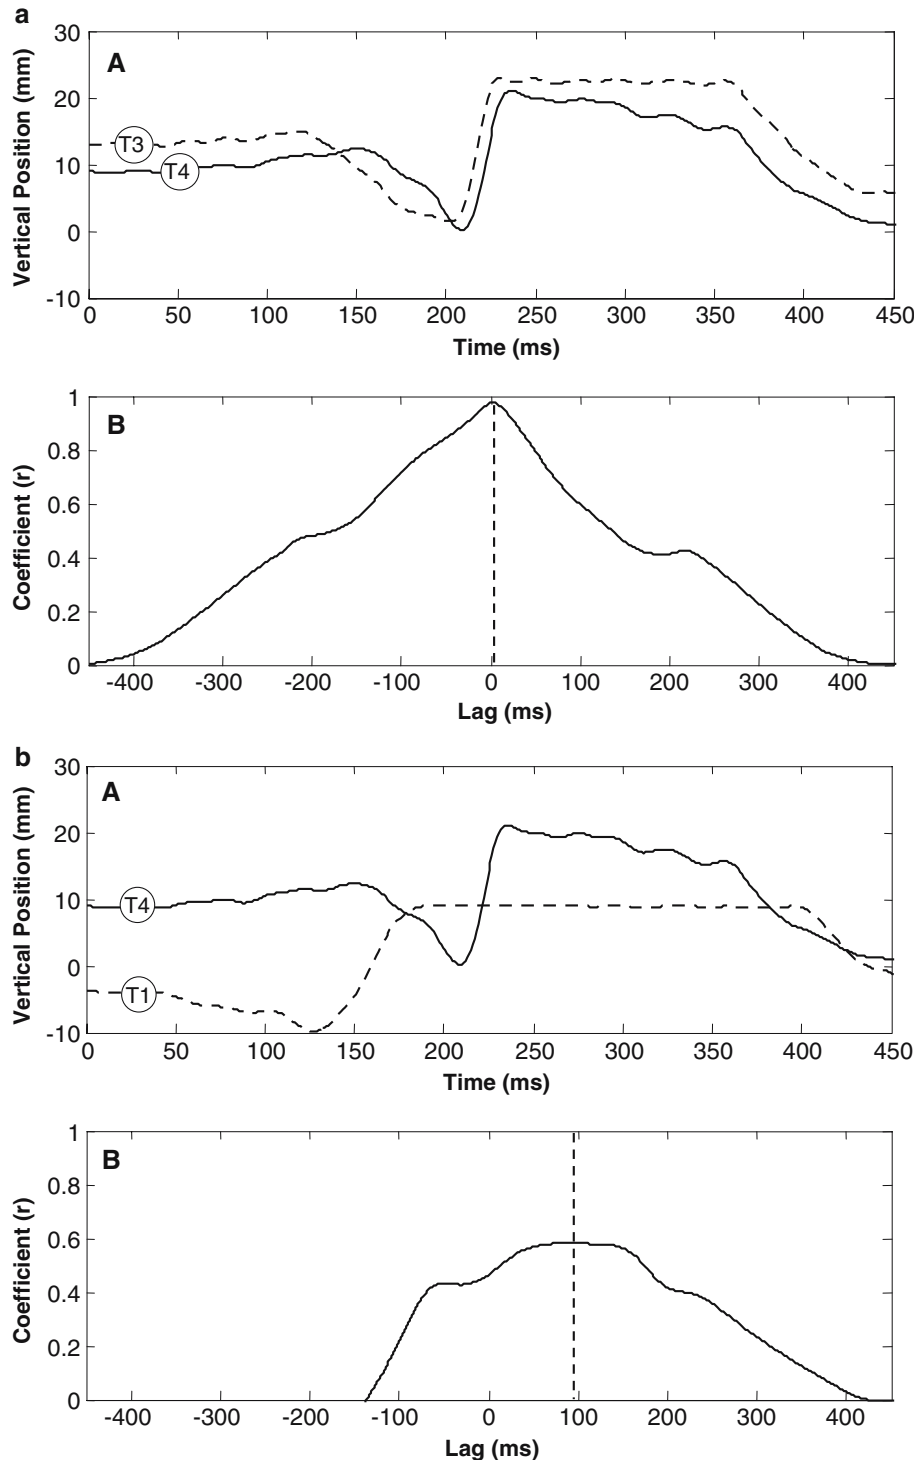 a
A
Vertical Position (mm)
30
20
10
0
-10
T3
T4
0 50 100 150 200 250 300 350 400 450
Time (ms)
B
Coefficient (r)
1
0.8
0.6
0.4
0.2
0
-400 -300 -200 -100 0 100 200 300 400
Lag (ms)
b
A
Vertical Position (mm)
30
20
10
0
-10
T4
T1
0 50 100 150 200 250 300 350 400 450
Time (ms)
B
Coefficient (r)
1
0.8
0.6
0.4
0.2
0
-400 -300 -200 -100 0 100 200 300 400
Lag (ms)